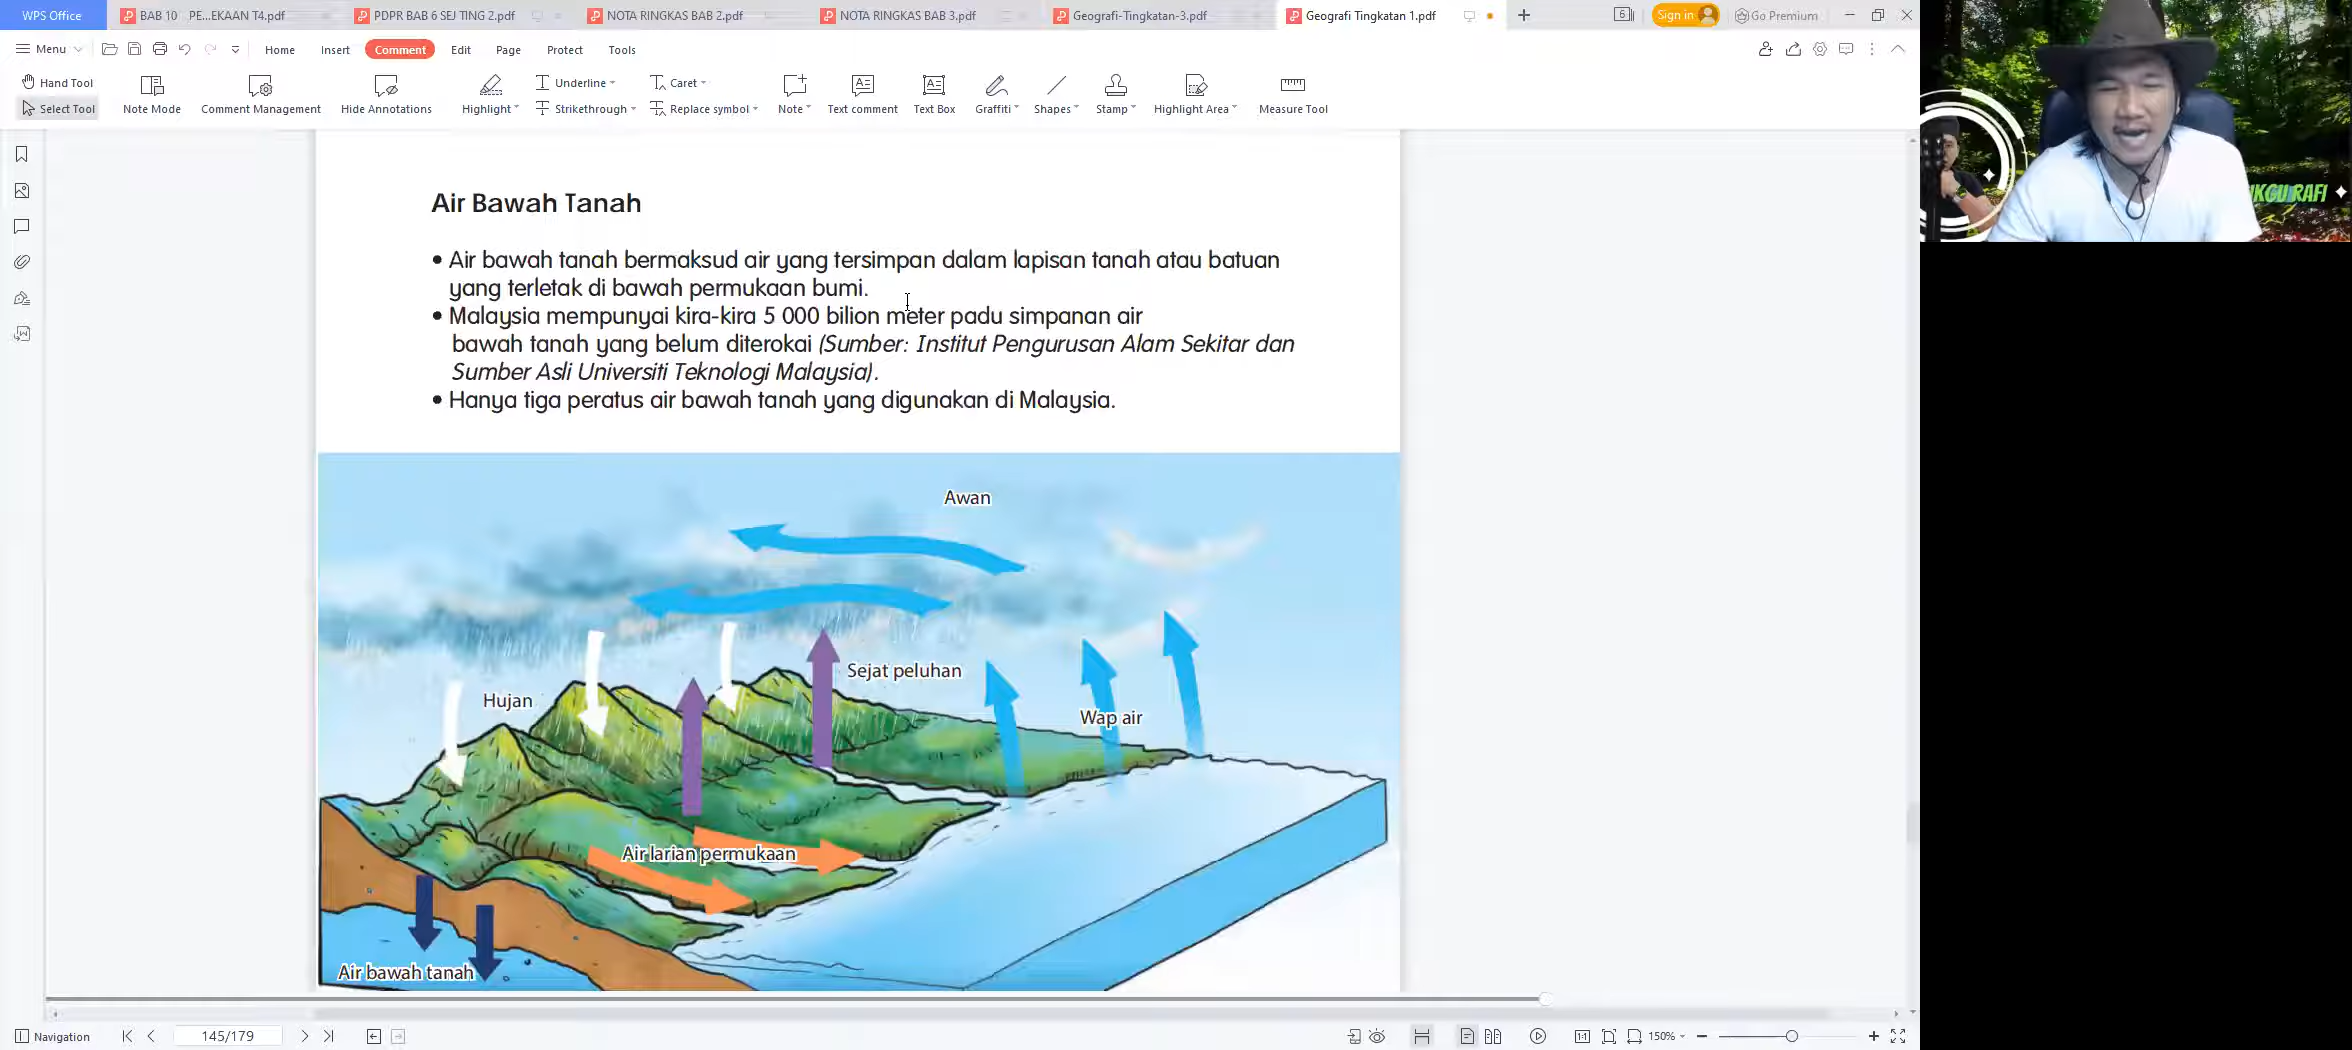 WPS Office
BAB 10 PE...EKAAN T4.pdf
PDPR BAB 6 SEJ TING 2.pdf
NOTA RINGKAS BAB 2.pdf
NOTA RINGKAS BAB 3.pdf
Geografi-Tingkatan-3.pdf
Geografi Tingkatan 1.pdf
6
Sign in
Go Premium
Menu
Home
Insert
Comment
Edit
Page
Protect
Tools
Hand Tool
Select Tool
Note Mode
Comment Management
Hide Annotations
Highlight
Underline
Strikethrough
Caret
Replace symbol
Note
Text comment
Text Box
Graffiti
Shapes
Stamp
Highlight Area
Measure Tool
Air Bawah Tanah
• Air bawah tanah bermaksud air yang tersimpan dalam lapisan tanah atau batuan
yang terletak di bawah permukaan bumi.
• Malaysia mempunyai kira-kira 5 000 bilion meter padu simpanan air
bawah tanah yang belum diterokai (Sumber: Institut Pengurusan Alam Sekitar dan
Sumber Asli Universiti Teknologi Malaysia).
• Hanya tiga peratus air bawah tanah yang digunakan di Malaysia.
Awan
Sejat peluhan
Hujan
Wap air
Air larian permukaan
Air bawah tanah
Navigation
145/179
1:1
150%
RAFI